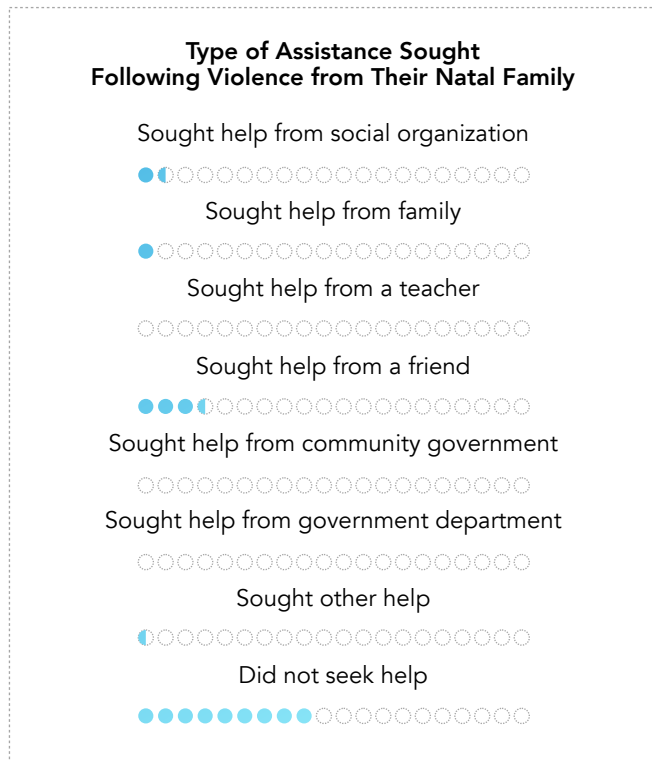 Type of Assistance Sought
Following Violence from Their Natal Family
Sought help from social organization
Sought help from family
Sought help from a teacher
Sought help from a friend
Sought help from community government
Sought help from government department
Sought other help
Did not seek help